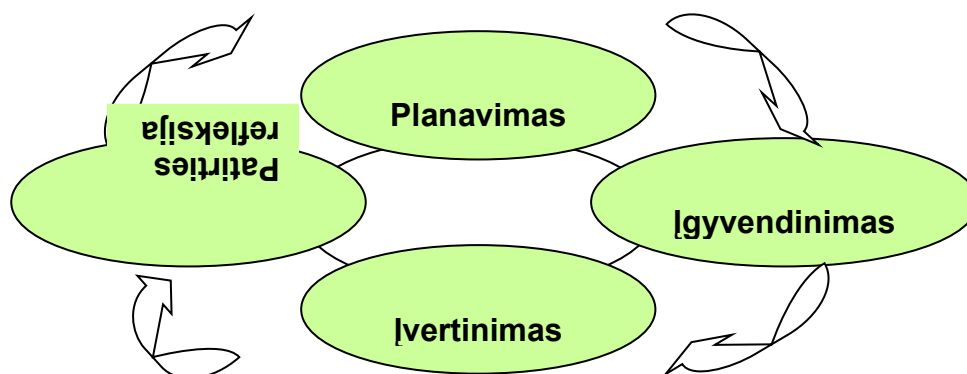 Planavimas
Patirties
refleksija
Įgyvendinimas
Įvertinimas